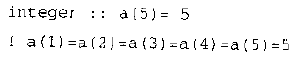 integer :: a(5)= 5
! a(1)=a(2)=a(3)=a(4)=a(5)=5